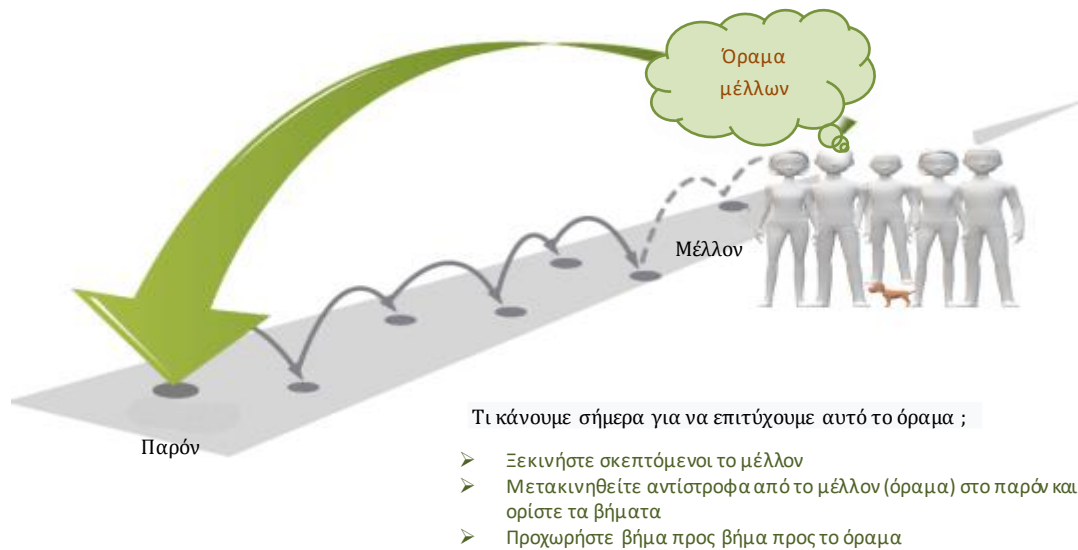 Όραμα
μέλλων
Μέλλον
Παρόν
Τι κάνουμε σήμερα για να επιτύχουμε αυτό το όραμα ;
➢ Ξεκινήστε σκεπτόμενοι το μέλλον
➢ Μετακινηθείτε αντίστροφα από το μέλλον (όραμα) στο παρόν και
ορίστε τα βήματα
➢ Προχωρήστε βήμα προς βήμα προς το όραμα